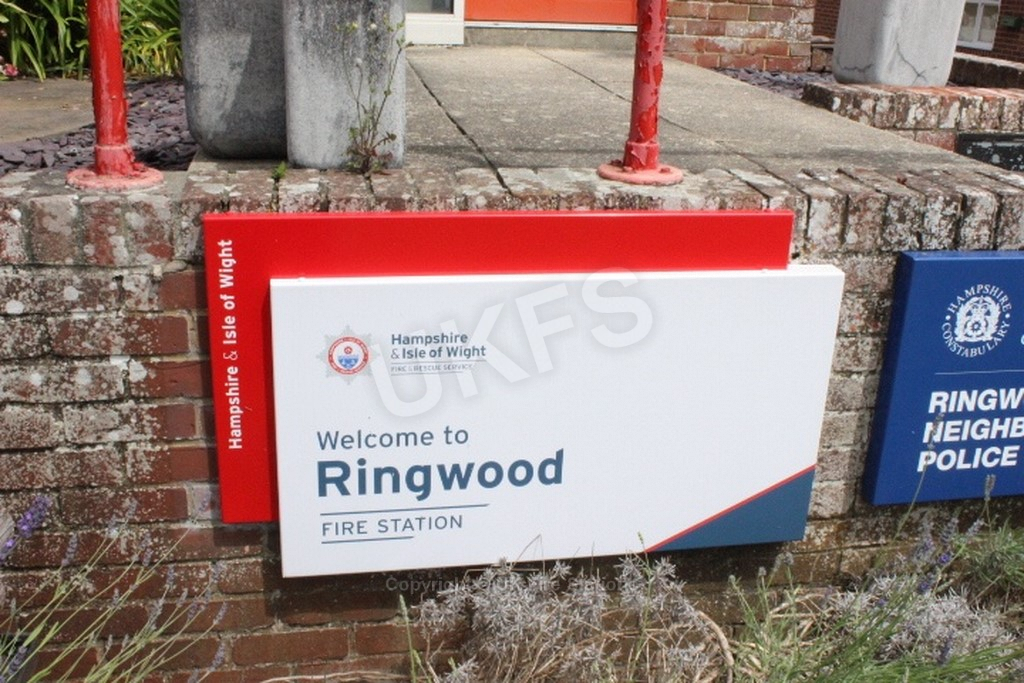 Hampshire & Isle of Wight
Hampshire
& Isle of Wight
FIRE & RESCUE SERVICE
UKFS
Welcome to
Ringwood
FIRE STATION
HAMPSHIRE
CONSTABULARY
RINGW
NEIGHB
POLICE
Copyright